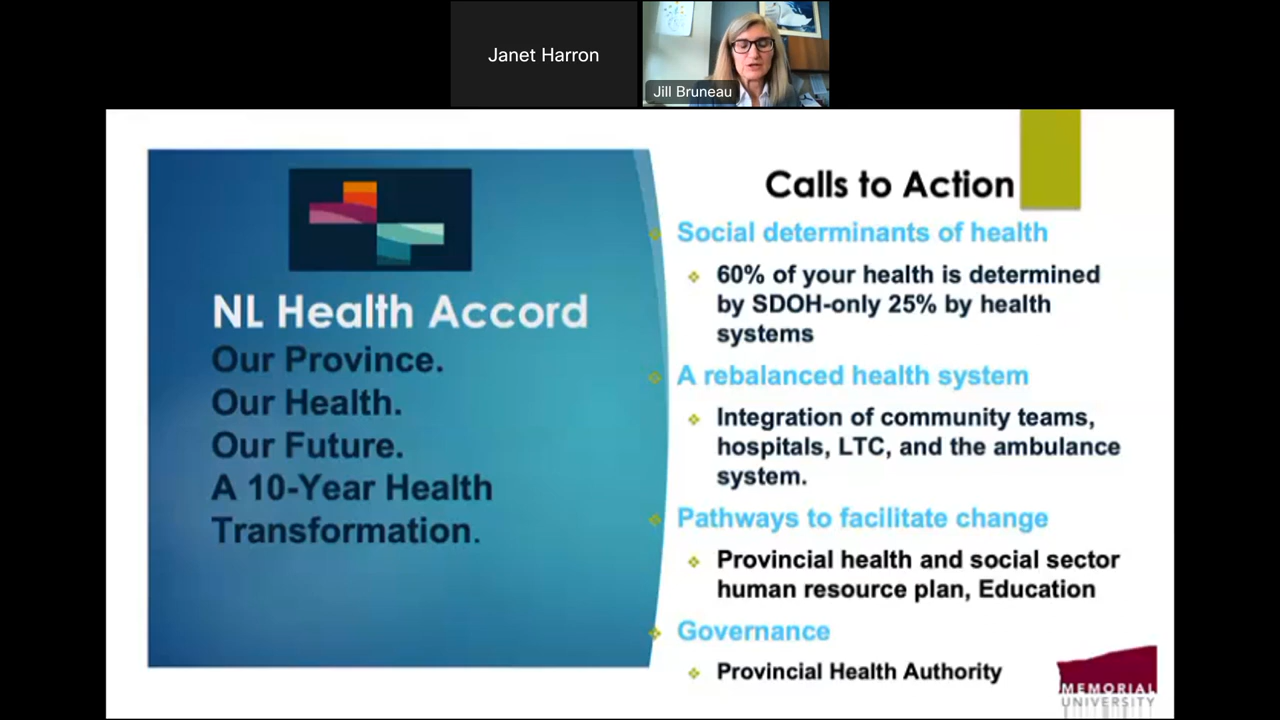 Janet Harron
Jill Bruneau
NL Health Accord
Our Province.
Our Health.
Our Future.
A 10-Year Health
Transformation.
Calls to Action
Social determinants of health
60% of your health is determined
by SDOH-only 25% by health
systems
A rebalanced health system
Integration of community teams,
hospitals, LTC, and the ambulance
system.
Pathways to facilitate change
Provincial health and social sector
human resource plan, Education
Governance
Provincial Health Authority
MEMORIAL
UNIVERSITY